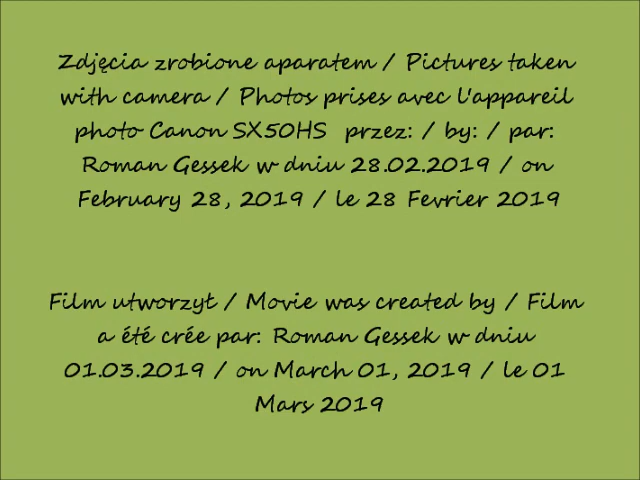 Zdjęcia zrobione aparatem / Pictures taken
with camera / Photos prises avec l'appareil
photo Canon SX50HS przez: / by: / par:
Roman Gessek w dniu 28.02.2019 / on
February 28, 2019 / le 28 Fevrier 2019
Film utworzył / Movie was created by / Film
a été crée par: Roman Gessek w dniu
01.03.2019 / on March 01, 2019 / le 01
Mars 2019